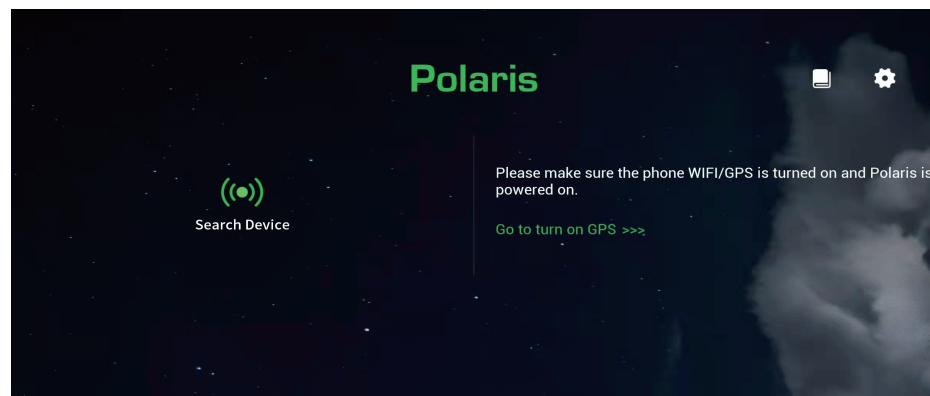 Polaris
Search Device
Please make sure the phone WIFI/GPS is turned on and Polaris is
powered on.
Go to turn on GPS >>>